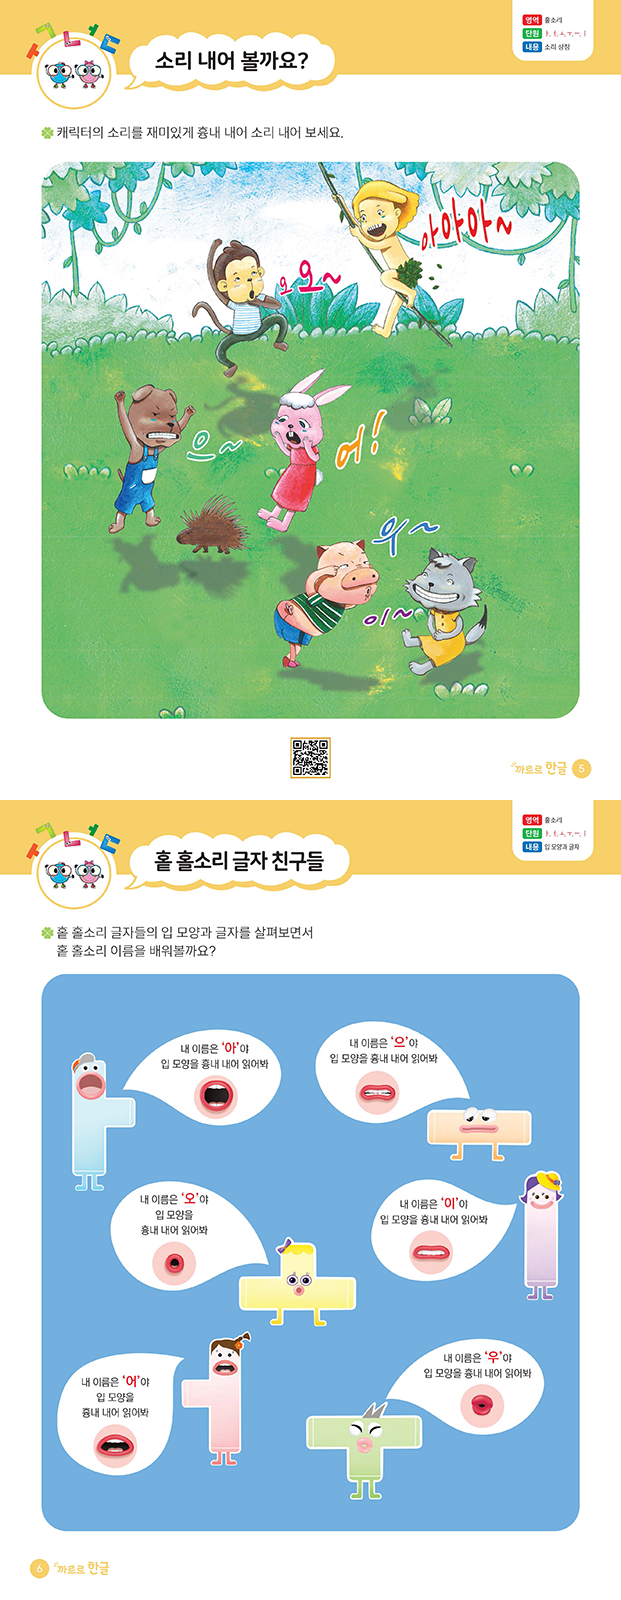 소리 내어 볼까요?
영역 홀소리
단원 ㅏ, ㅓ, ㅗ, ㅜ, ㅡ, ㅣ
내용 소리 상징
캐릭터의 소리를 재미있게 흉내 내어 소리 내어 보세요.
아아아~
오 오~
으~
어!
우~
이~
까르르 한글 5
홑 홀소리 글자 친구들
영역 홀소리
단원 ㅏ, ㅓ, ㅗ, ㅜ, ㅡ, ㅣ
내용 입 모양과 글자
홑 홀소리 글자들의 입 모양과 글자를 살펴보면서
홑 홀소리 이름을 배워볼까요?
내 이름은 '아'야
입 모양을 흉내 내어 읽어봐
내 이름은 '으'야
입 모양을 흉내 내어 읽어봐
내 이름은 '오'야
입 모양을
흉내 내어 읽어봐
내 이름은 '이'야
입 모양을 흉내 내어 읽어봐
내 이름은 '어'야
입 모양을
흉내 내어 읽어봐
내 이름은 '우'야
입 모양을 흉내 내어 읽어봐
6 까르르 한글